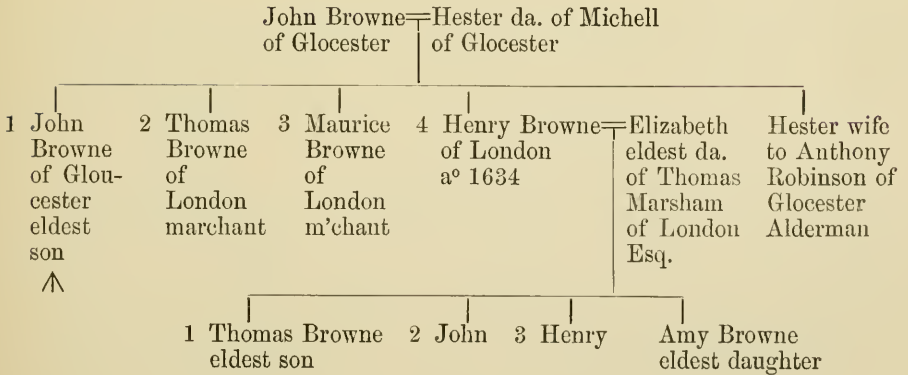 John Browne=Hester da. of Michell
of Glocester of Glocester
1 John
Browne
of Glou-
cester
eldest
son
2 Thomas
Browne
of
London
marchant
3 Maurice
Browne
of
London
m'chant
4 Henry Browne=Elizabeth
of London
aº 1634
eldest da.
of Thomas
Marsham
of London
Esq.
Hester wife
to Anthony
Robinson of
Glocester
Alderman
1 Thomas Browne
eldest son
2 John
3 Henry
Amy Browne
eldest daughter